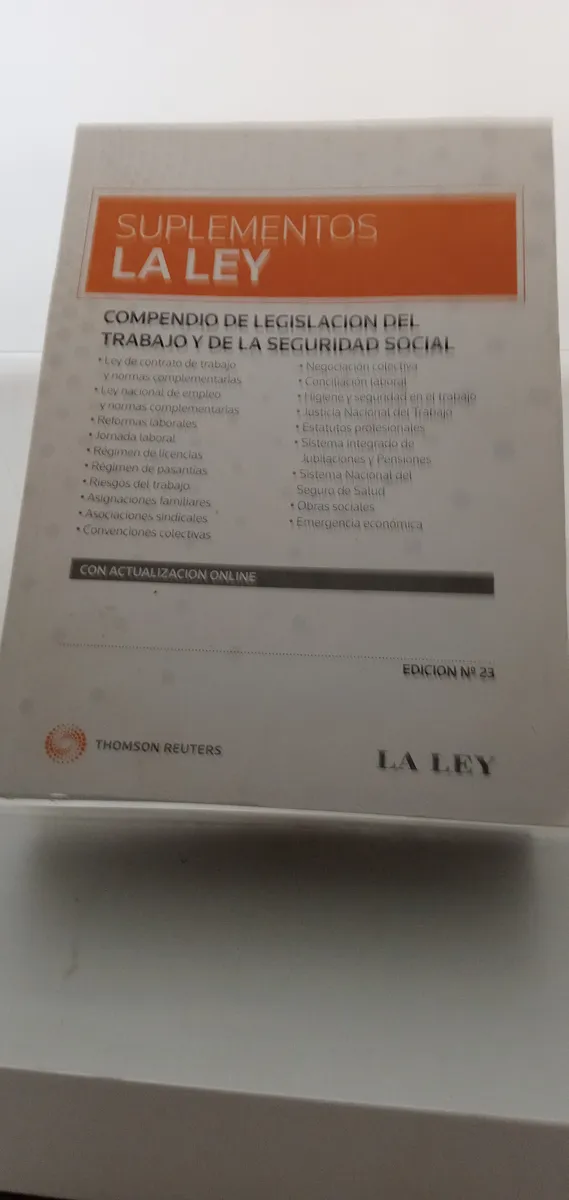 SUPLEMENTOS
LA LEY
COMPENDIO DE LEGISLACION DEL
TRABAJO Y DE LA SEGURIDAD SOCIAL
• Ley de contrato de trabajo
y normas complementarias
• Ley nacional de empleo
y normas complementarias
• Reformas laborales
• Jornada laboral
• Régimen de licencias
• Régimen de pasantías
• Riesgos del trabajo
• Asignaciones familiares
• Asociaciones sindicales
• Convenciones colectivas
• Negociación colectiva
• Conciliación laboral
• Higiene y seguridad en el trabajo
• Justicia Nacional del Trabajo
• Estatutos profesionales
• Sistema integrado de
Jubilaciones y Pensiones
• Sistema Nacional del
Seguro de Salud
• Obras sociales
• Emergencia económica
CON ACTUALIZACION ONLINE
EDICION Nº 23
THOMSON REUTERS
LA LEY